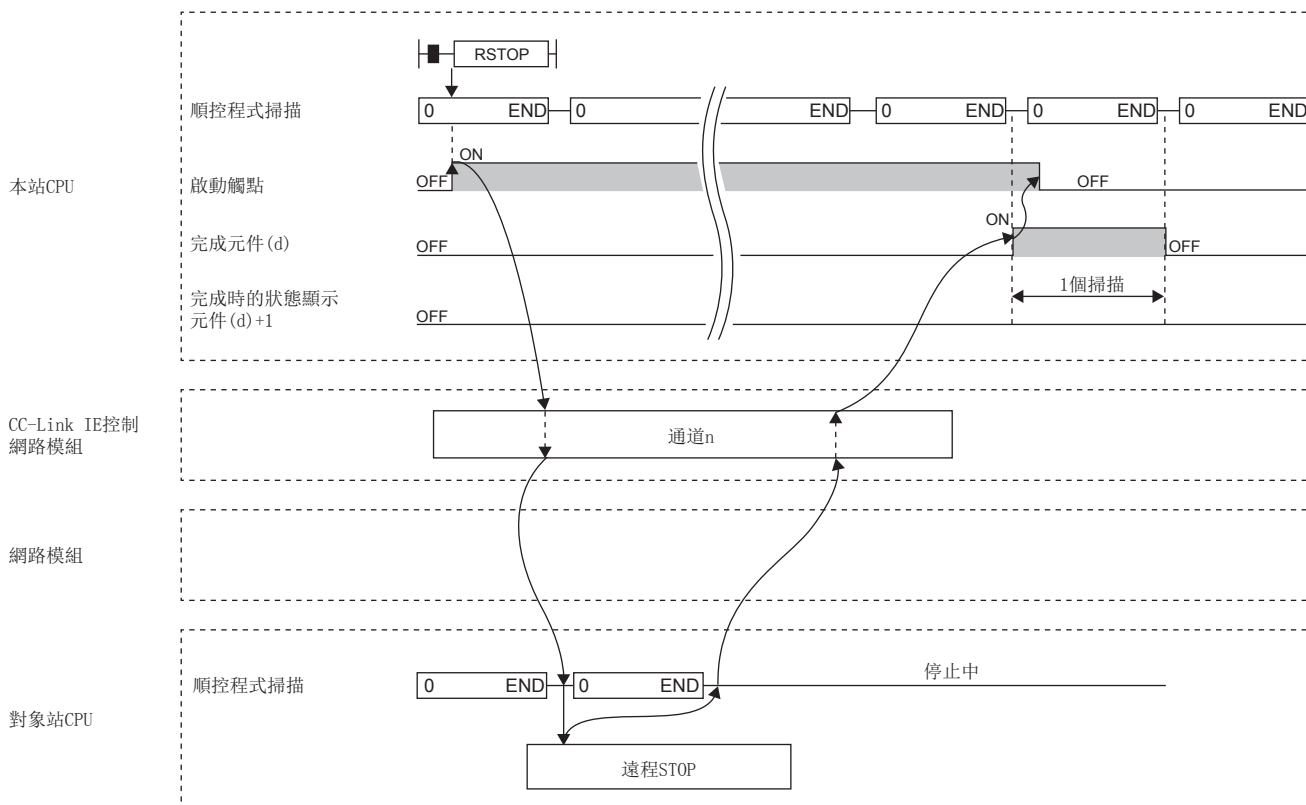 RSTOP
順控程式掃描
0 END 0 END 0 END 0 END 0 END
本站CPU
啟動觸點
OFF ON OFF
完成元件(d)
OFF ON OFF
1個掃描
完成時的狀態顯示
元件(d)+1
OFF
CC-Link IE控制
網路模組
通道n
網路模組
順控程式掃描
0 END 0 END
停止中
對象站CPU
遠程STOP